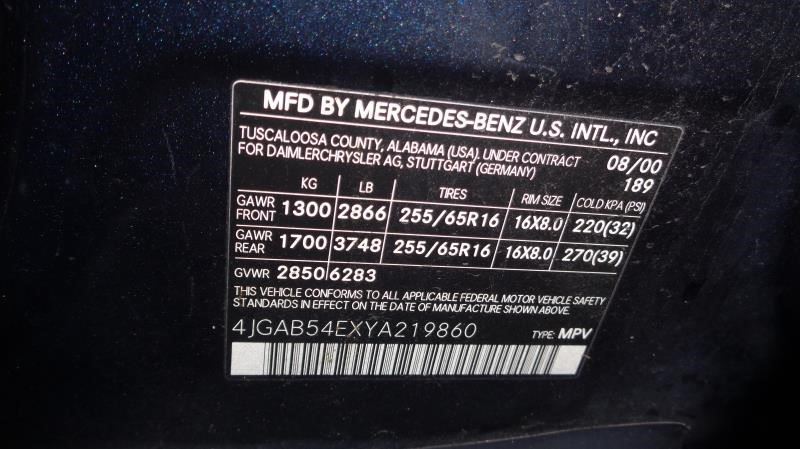 MFD BY MERCEDES-BENZ U.S. INTL., INC
TUSCALOOSA COUNTY, ALABAMA (USA). UNDER CONTRACT 08/00
FOR DAIMLERCHRYSLER AG, STUTTGART (GERMANY) 189
KG LB TIRES RIM SIZE COLD KPA (PSI)
GAWR FRONT 1300 2866 255/65R16 16X8.0 220(32)
GAWR REAR 1700 3748 255/65R16 16X8.0 270(39)
GVWR 2850 6283
THIS VEHICLE CONFORMS TO ALL APPLICABLE FEDERAL MOTOR VEHICLE SAFETY
STANDARDS IN EFFECT ON THE DATE OF MANUFACTURE SHOWN ABOVE.
4JGAB54EXYA219860 TYPE: MPV